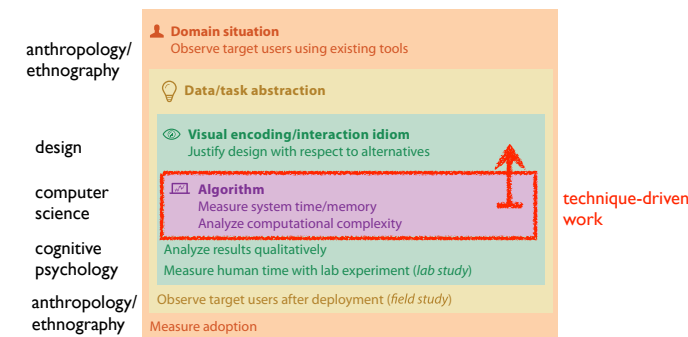 Domain situation
anthropology/
Observe target users using existing tools
ethnography
Data/task abstraction
Visual encoding/interaction idiom
design
Justify design with respect to alternatives
Algorithm
computer
science
Measure system time/memory
technique-driven
work
Analyze computational complexity
cognitive
psychology
Analyze results qualitatively
Measure human time with lab experiment (lab study)
anthropology/
ethnography
Observe target users after deployment (field study)
Measure adoption